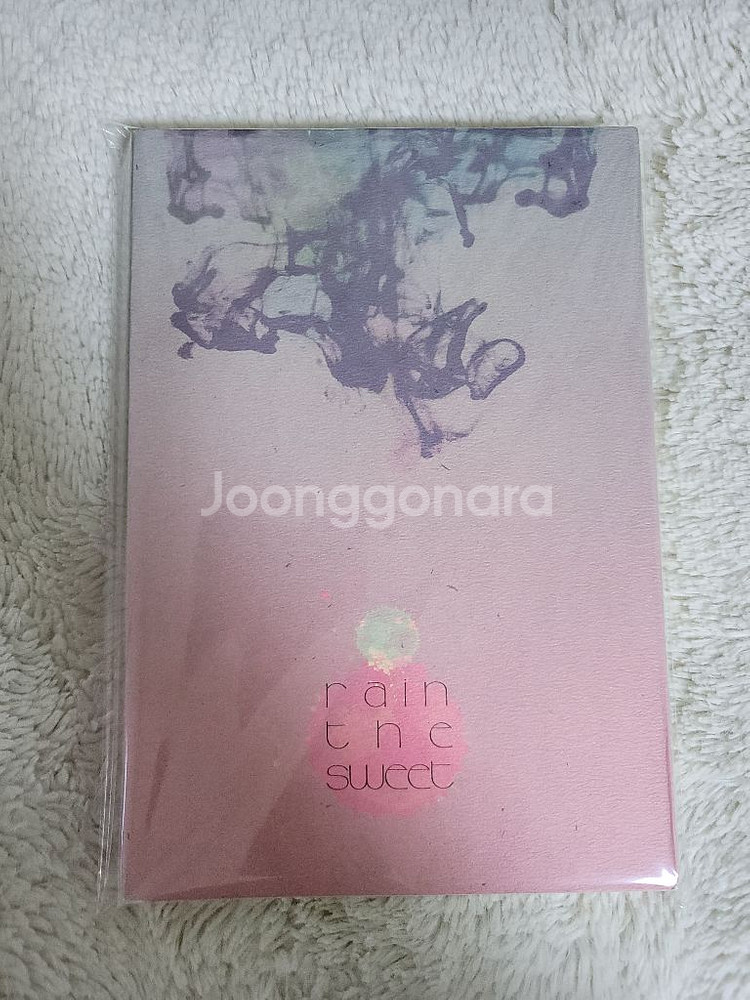 Joonggonara
rain
the
sweet